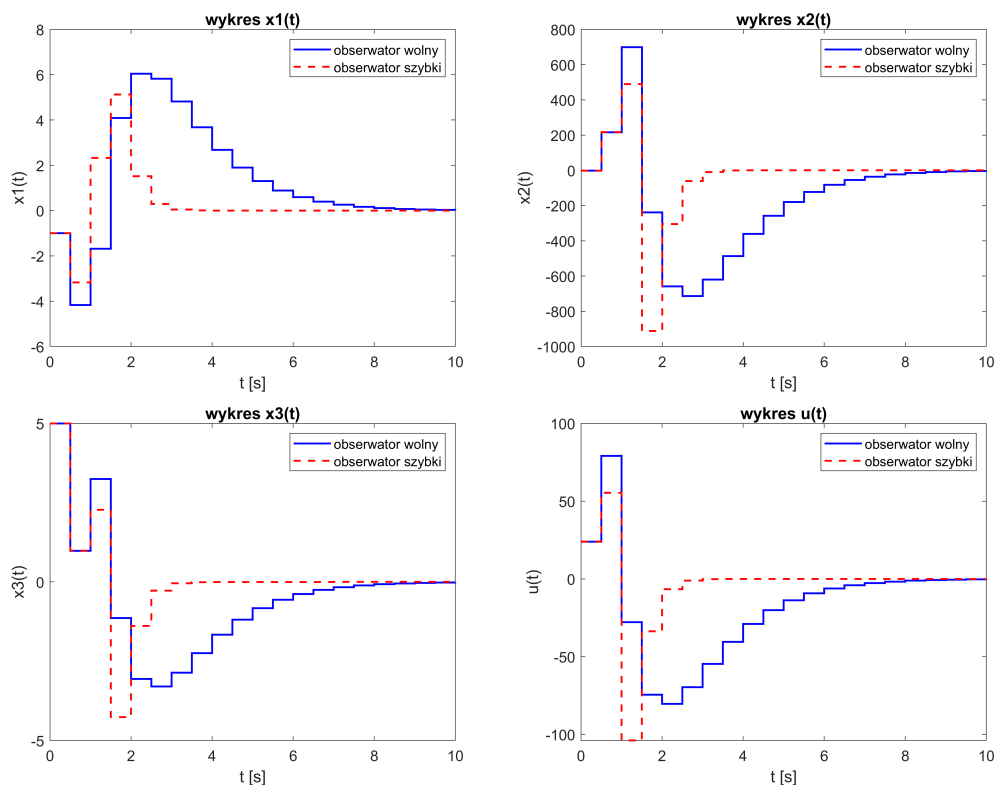 wykres x1(t)
8
6
4
2
0
-2
-4
-6
x1(t)
obserwator wolny
obserwator szybki
0 2 4 6 8 10
t [s]
wykres x2(t)
800
600
400
200
0
-200
-400
-600
-800
-1000
x2(t)
obserwator wolny
obserwator szybki
0 2 4 6 8 10
t [s]
wykres x3(t)
5
0
-5
x3(t)
obserwator wolny
obserwator szybki
0 2 4 6 8 10
t [s]
wykres u(t)
100
50
0
-50
-100
u(t)
obserwator wolny
obserwator szybki
0 2 4 6 8 10
t [s]